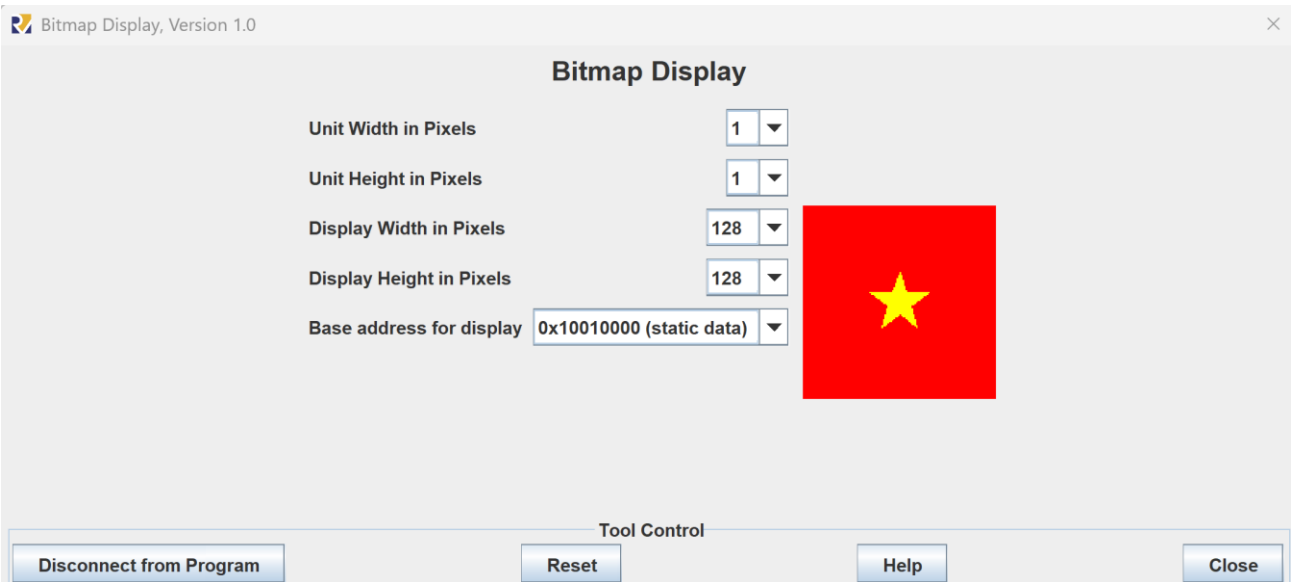 Bitmap Display, Version 1.0
Bitmap Display
Unit Width in Pixels 1
Unit Height in Pixels 1
Display Width in Pixels 128
Display Height in Pixels 128
Base address for display 0x10010000 (static data)
Tool Control
Disconnect from Program Reset Help Close